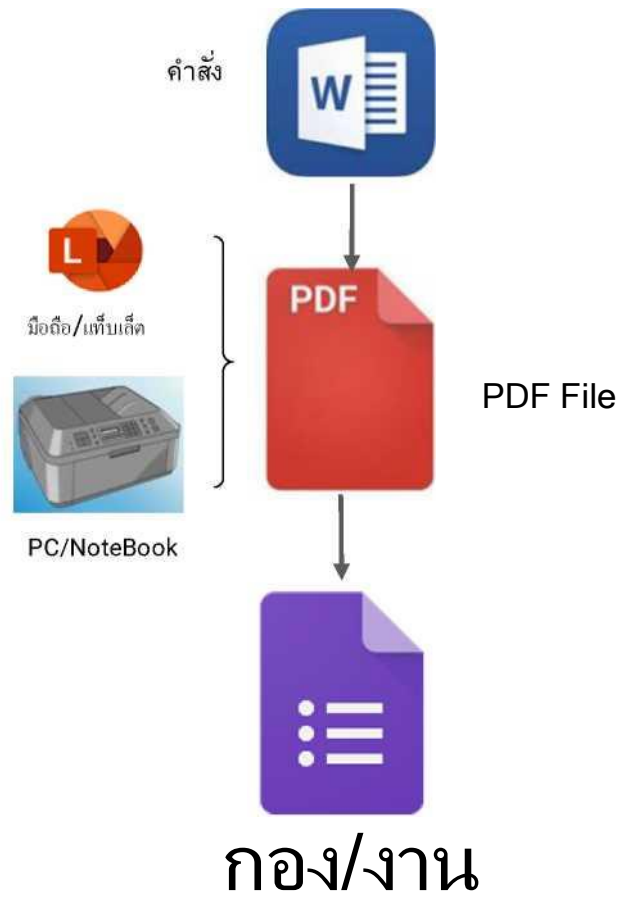 คำสั่ง
W
L
มือถือ/แท็บเล็ต
PDF
PDF File
PC/NoteBook
กอง/งาน